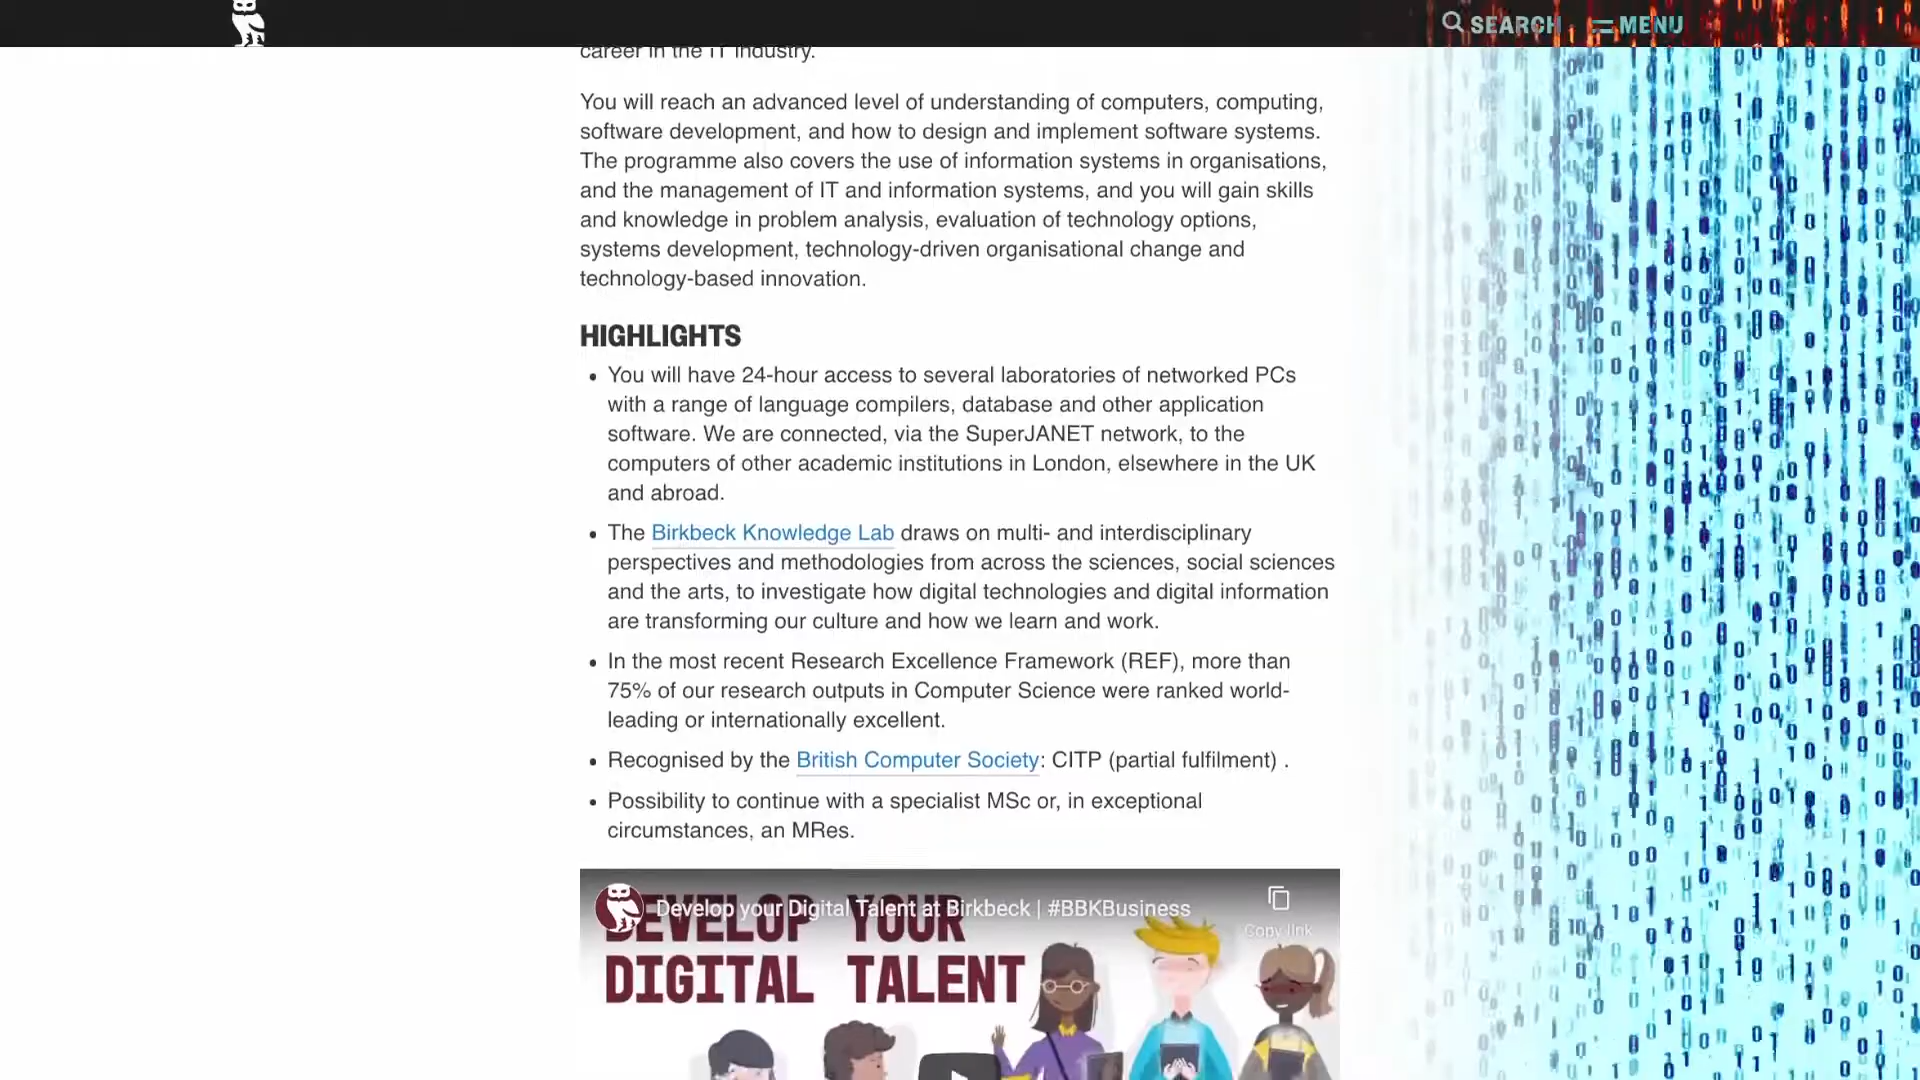 SEARCH MENU
career in the IT industry.
You will reach an advanced level of understanding of computers, computing,
software development, and how to design and implement software systems.
The programme also covers the use of information systems in organisations,
and the management of IT and information systems, and you will gain skills
and knowledge in problem analysis, evaluation of technology options,
systems development, technology-driven organisational change and
technology-based innovation.
HIGHLIGHTS
• You will have 24-hour access to several laboratories of networked PCs
with a range of language compilers, database and other application
software. We are connected, via the SuperJANET network, to the
computers of other academic institutions in London, elsewhere in the UK
and abroad.
• The Birkbeck Knowledge Lab draws on multi- and interdisciplinary
perspectives and methodologies from across the sciences, social sciences
and the arts, to investigate how digital technologies and digital information
are transforming our culture and how we learn and work.
• In the most recent Research Excellence Framework (REF), more than
75% of our research outputs in Computer Science were ranked world-
leading or internationally excellent.
• Recognised by the British Computer Society: CITP (partial fulfilment) .
• Possibility to continue with a specialist MSc or, in exceptional
circumstances, an MRes.
Develop your Digital Talent at Birkbeck | #BBKBusiness
Copy link
DEVELOP YOUR
DIGITAL TALENT